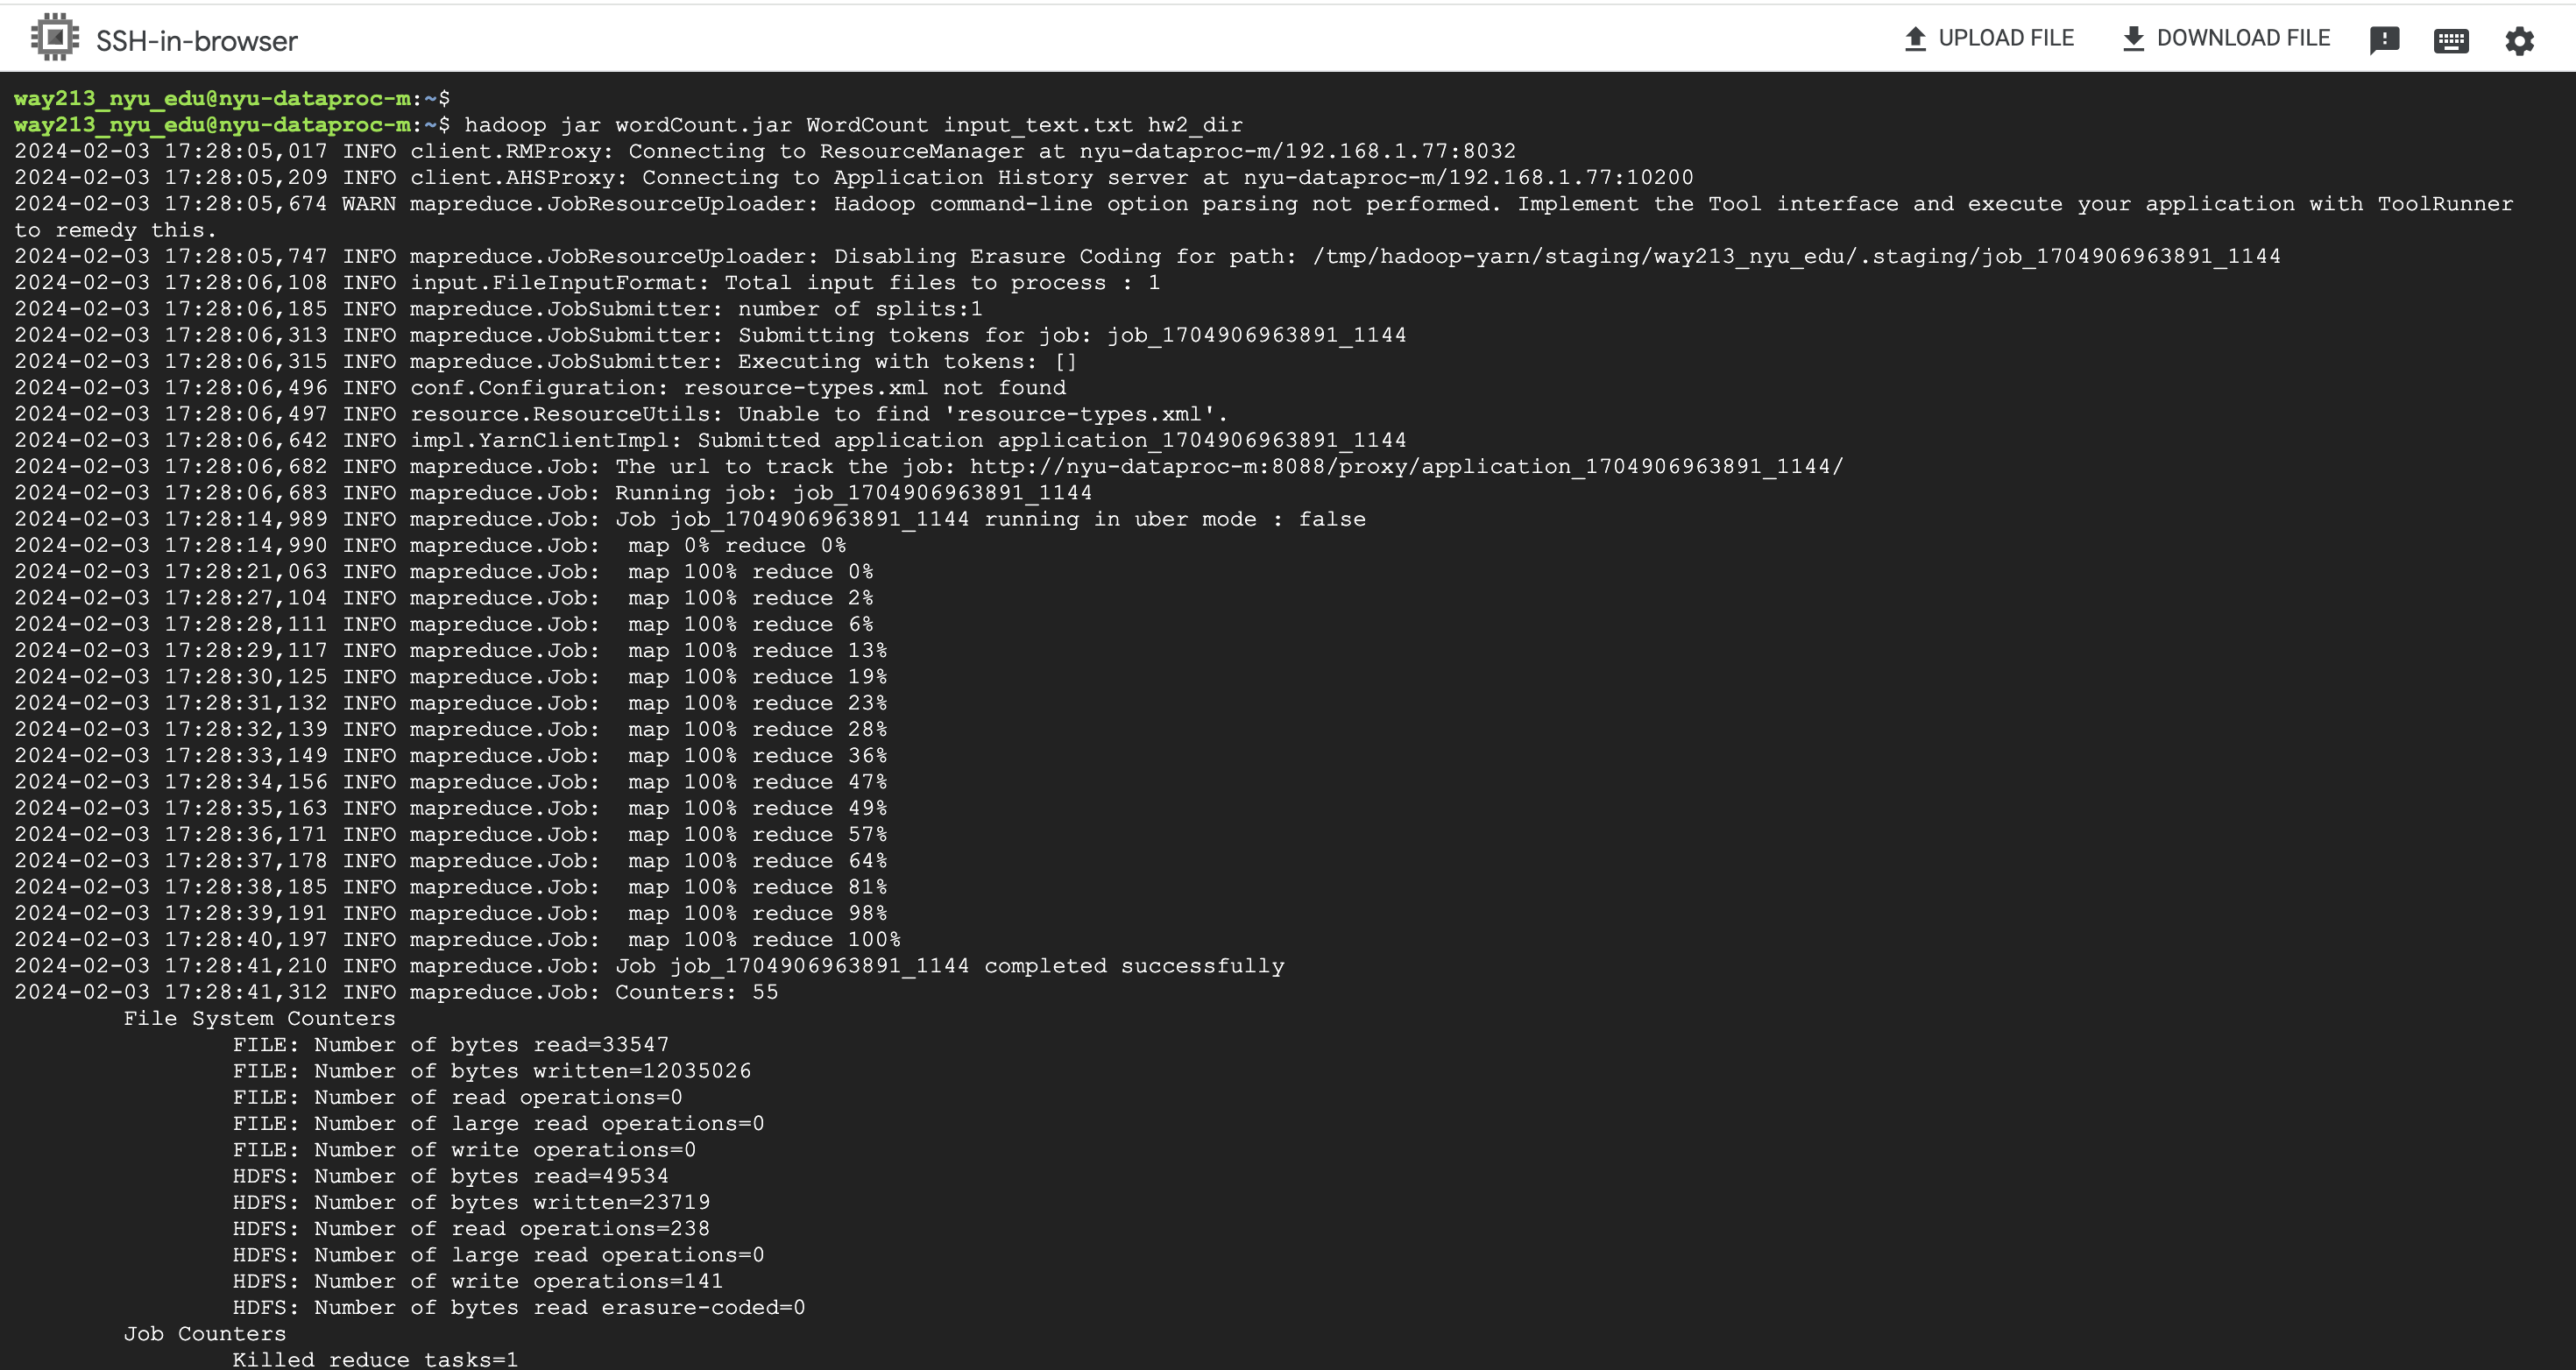 SSH-in-browser
UPLOAD FILE
DOWNLOAD FILE
way213_nyu_edu@nyu-dataproc-m:~$
way213_nyu_edu@nyu-dataproc-m:~$ hadoop jar wordCount.jar WordCount input_text.txt hw2_dir
2024-02-03 17:28:05,017 INFO client.RMProxy: Connecting to ResourceManager at nyu-dataproc-m/192.168.1.77:8032
2024-02-03 17:28:05,209 INFO client.AHSProxy: Connecting to Application History server at nyu-dataproc-m/192.168.1.77:10200
2024-02-03 17:28:05,674 WARN mapreduce.JobResourceUploader: Hadoop command-line option parsing not performed. Implement the Tool interface and execute your application with ToolRunner
to remedy this.
2024-02-03 17:28:05,747 INFO mapreduce.JobResourceUploader: Disabling Erasure Coding for path: /tmp/hadoop-yarn/staging/way213_nyu_edu/.staging/job_1704906963891_1144
2024-02-03 17:28:06,108 INFO input.FileInputFormat: Total input files to process : 1
2024-02-03 17:28:06,185 INFO mapreduce.JobSubmitter: number of splits:1
2024-02-03 17:28:06,313 INFO mapreduce.JobSubmitter: Submitting tokens for job: job_1704906963891_1144
2024-02-03 17:28:06,315 INFO mapreduce.JobSubmitter: Executing with tokens: []
2024-02-03 17:28:06,496 INFO conf.Configuration: resource-types.xml not found
2024-02-03 17:28:06,497 INFO resource.ResourceUtils: Unable to find 'resource-types.xml'.
2024-02-03 17:28:06,642 INFO impl.YarnClientImpl: Submitted application application_1704906963891_1144
2024-02-03 17:28:06,682 INFO mapreduce.Job: The url to track the job: http://nyu-dataproc-m:8088/proxy/application_1704906963891_1144/
2024-02-03 17:28:06,683 INFO mapreduce.Job: Running job: job_1704906963891_1144
2024-02-03 17:28:14,989 INFO mapreduce.Job: Job job_1704906963891_1144 running in uber mode : false
2024-02-03 17:28:14,990 INFO mapreduce.Job:  map 0% reduce 0%
2024-02-03 17:28:21,063 INFO mapreduce.Job:  map 100% reduce 0%
2024-02-03 17:28:27,104 INFO mapreduce.Job:  map 100% reduce 2%
2024-02-03 17:28:28,111 INFO mapreduce.Job:  map 100% reduce 6%
2024-02-03 17:28:29,117 INFO mapreduce.Job:  map 100% reduce 13%
2024-02-03 17:28:30,125 INFO mapreduce.Job:  map 100% reduce 19%
2024-02-03 17:28:31,132 INFO mapreduce.Job:  map 100% reduce 23%
2024-02-03 17:28:32,139 INFO mapreduce.Job:  map 100% reduce 28%
2024-02-03 17:28:33,149 INFO mapreduce.Job:  map 100% reduce 36%
2024-02-03 17:28:34,156 INFO mapreduce.Job:  map 100% reduce 47%
2024-02-03 17:28:35,163 INFO mapreduce.Job:  map 100% reduce 49%
2024-02-03 17:28:36,171 INFO mapreduce.Job:  map 100% reduce 57%
2024-02-03 17:28:37,178 INFO mapreduce.Job:  map 100% reduce 64%
2024-02-03 17:28:38,185 INFO mapreduce.Job:  map 100% reduce 81%
2024-02-03 17:28:39,191 INFO mapreduce.Job:  map 100% reduce 98%
2024-02-03 17:28:40,197 INFO mapreduce.Job:  map 100% reduce 100%
2024-02-03 17:28:41,210 INFO mapreduce.Job: Job job_1704906963891_1144 completed successfully
2024-02-03 17:28:41,312 INFO mapreduce.Job: Counters: 55
File System Counters
FILE: Number of bytes read=33547
FILE: Number of bytes written=12035026
FILE: Number of read operations=0
FILE: Number of large read operations=0
FILE: Number of write operations=0
HDFS: Number of bytes read=49534
HDFS: Number of bytes written=23719
HDFS: Number of read operations=238
HDFS: Number of large read operations=0
HDFS: Number of write operations=141
HDFS: Number of bytes read erasure-coded=0
Job Counters
Killed reduce tasks=1